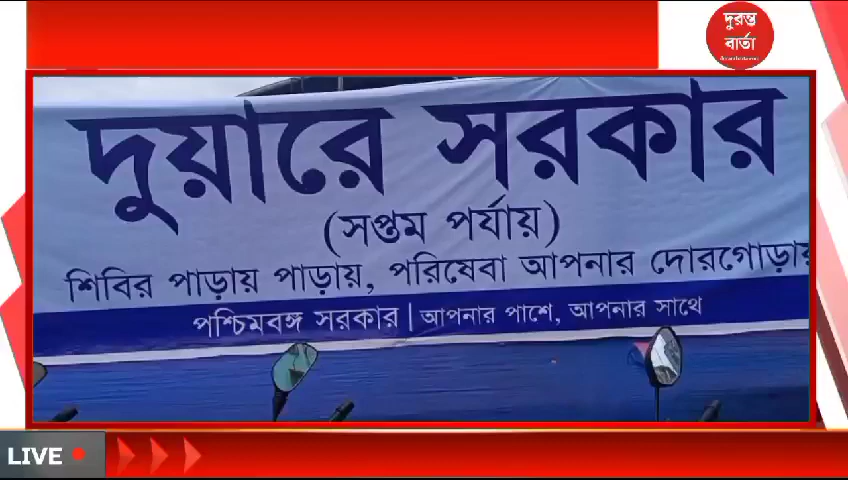 দুরন্ত
বার্তা
দুয়ারে সরকার
(সপ্তম পর্যায়)
শিবির পাড়ায় পাড়ায়, পরিষেবা আপনার দোরগোড়ায়
পশ্চিমবঙ্গ সরকার | আপনার পাশে, আপনার সাথে
LIVE